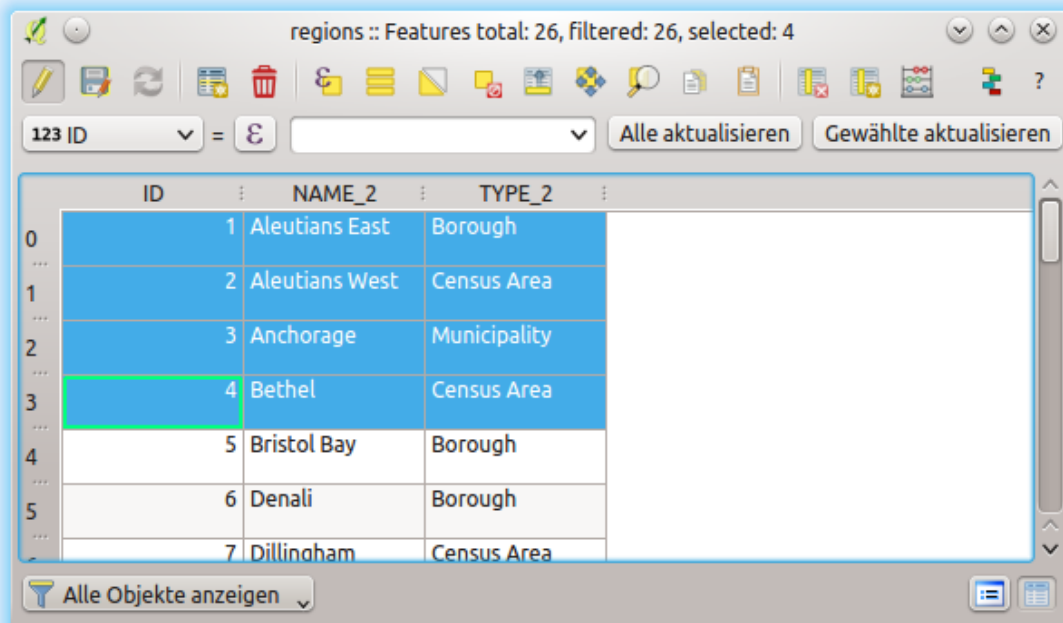 regions :: Features total: 26, filtered: 26, selected: 4
123 ID = ε Alle aktualisieren Gewählte aktualisieren
ID NAME_2 TYPE_2
0 1 Aleutians East Borough
1 2 Aleutians West Census Area
2 3 Anchorage Municipality
3 4 Bethel Census Area
4 5 Bristol Bay Borough
5 6 Denali Borough
7 Dillingham Census Area
Alle Objekte anzeigen